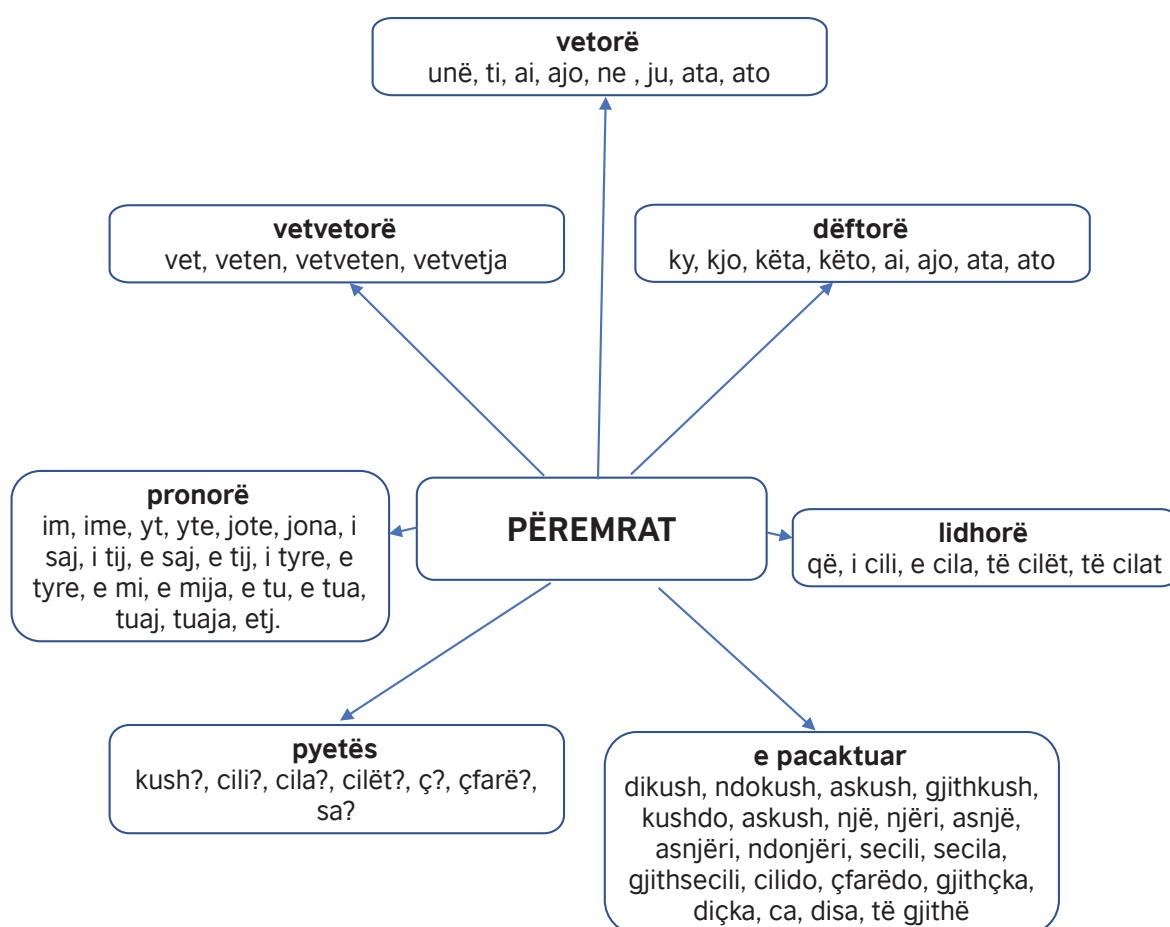 vetorë
unë, ti, ai, ajo, ne , ju, ata, ato
vetvetorë
vet, veten, vetveten, vetvetja
dëftorë
ky, kjo, këta, këto, ai, ajo, ata, ato
pronorë
im, ime, yt, yte, jote, jona, i
saj, i tij, e saj, e tij, i tyre, e
tyre, e mi, e mija, e tu, e tua,
tuaj, tuaja, etj.
PËREMRAT
lidhorë
që, i cili, e cila, të cilët, të cilat
pyetës
kush?, cili?, cila?, cilët?, ç?, çfarë?,
sa?
e pacaktuar
dikush, ndokush, askush, gjithkush,
kushdo, askush, një, njëri, asnjë,
asnjëri, ndonjëri, secili, secila,
gjithsecili, cilido, çfarëdo, gjithçka,
diçka, ca, disa, të gjithë